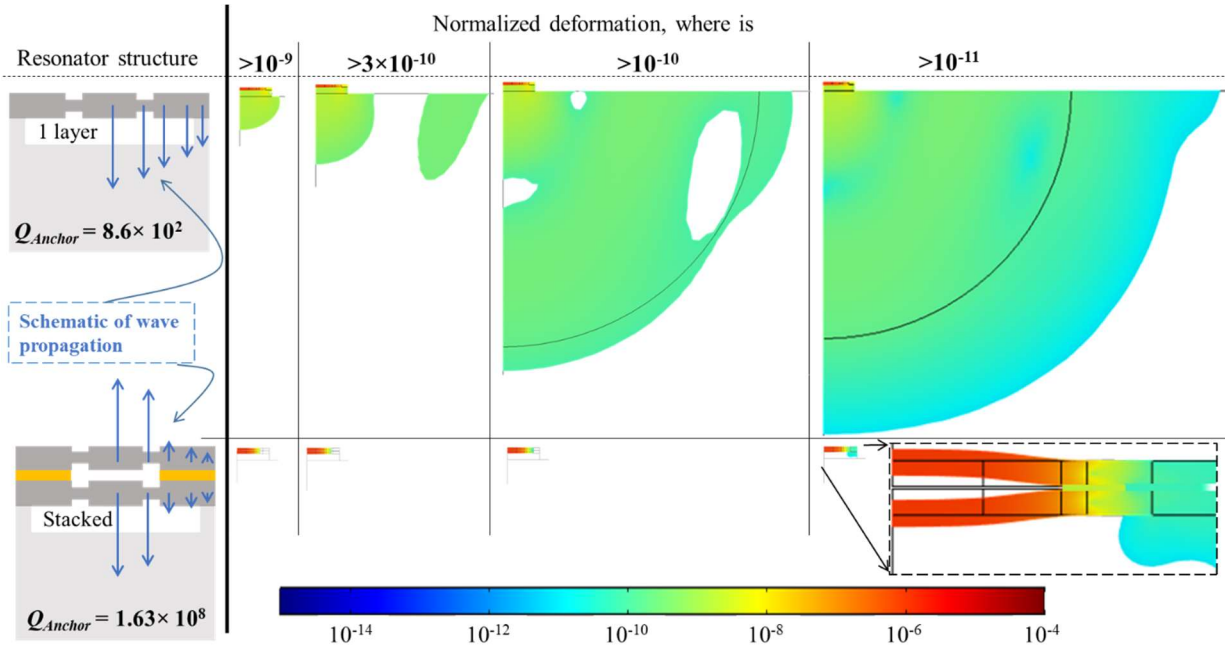 Normalized deformation, where is
Resonator structure
>10⁻⁹
>3×10⁻¹⁰
>10⁻¹⁰
>10⁻¹¹
1 layer
Q_Anchor = 8.6× 10²
Schematic of wave
propagation
Stacked
Q_Anchor = 1.63× 10⁸
10⁻¹⁴
10⁻¹²
10⁻¹⁰
10⁻⁸
10⁻⁶
10⁻⁴